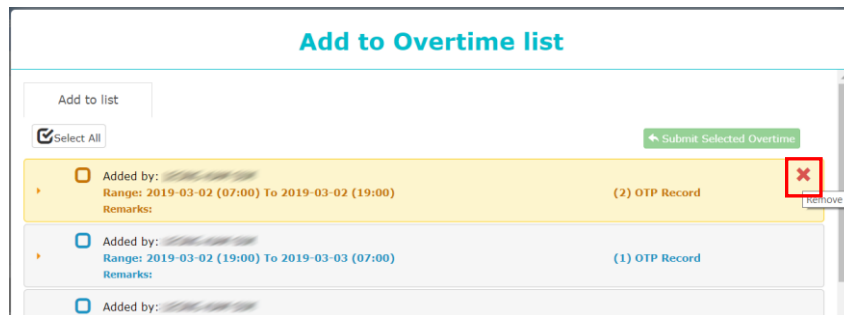 Add to Overtime list
Add to list
Select All
Submit Selected Overtime
Added by:
Range: 2019-03-02 (07:00) To 2019-03-02 (19:00)
(2) OTP Record
Remove
Remarks:
Added by:
Range: 2019-03-02 (19:00) To 2019-03-03 (07:00)
(1) OTP Record
Remarks:
Added by: